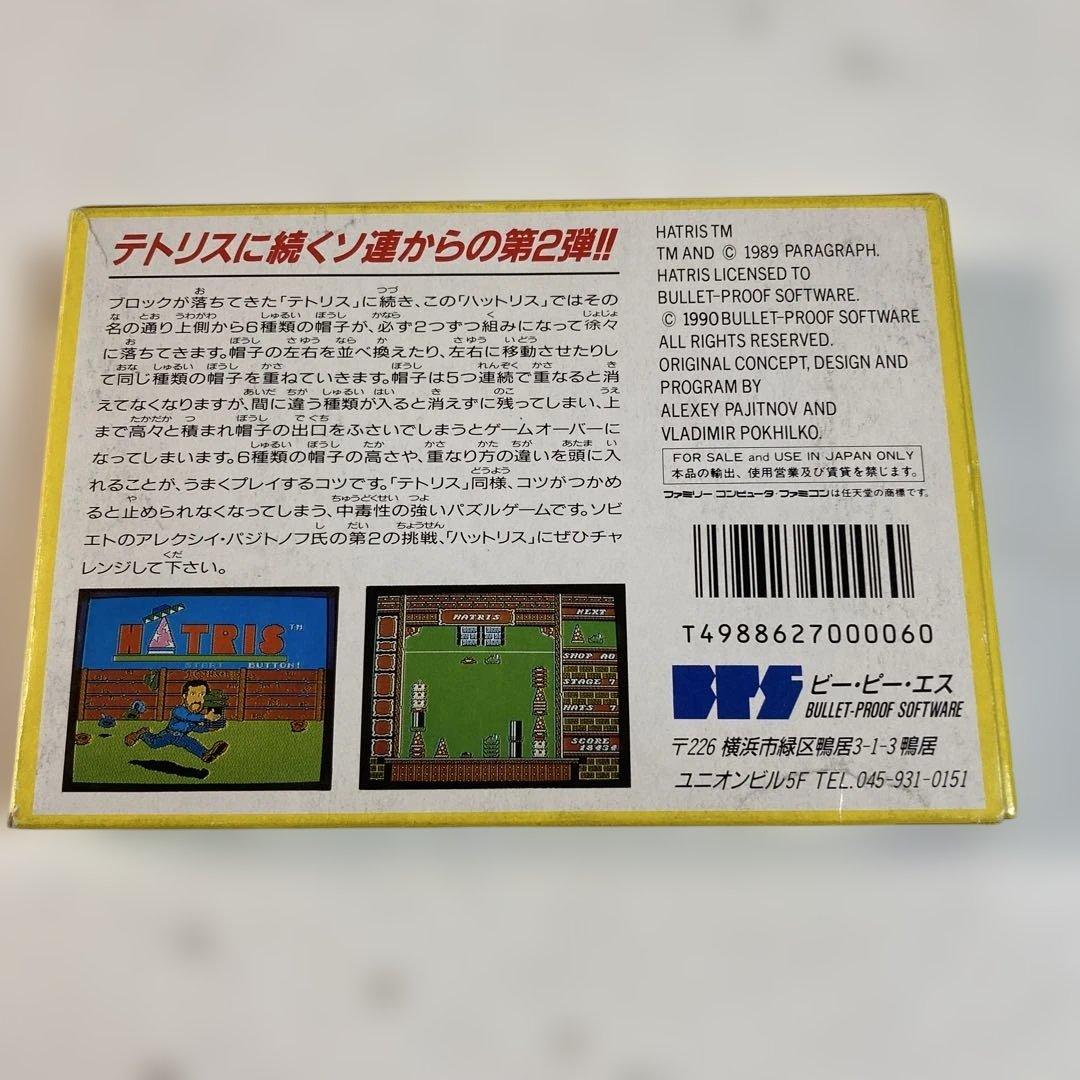 テトリスに続くソ連からの第2弾!!
ブロックが落ちてきた「テトリス」に続き、この「ハットリス」ではその
名の通り上側から6種類の帽子が、必ず2つずつ組みになって徐々
に落ちてきます。帽子の左右を並べ換えたり、左右に移動させたりし
て同じ種類の帽子を重ねていきます。帽子は5つ連続で重なると消
えてなくなりますが、間に違う種類が入ると消えずに残ってしまい、上
まで高々と積まれ帽子の出口をふさいでしまうとゲームオーバーに
なってしまいます。6種類の帽子の高さや、重なり方の違いを頭に入
れることが、うまくプレイするコツです。「テトリス」同様、コツがつかめ
ると止められなくなってしまう、中毒性の強いパズルゲームです。ソビ
エトのアレクシイ・パジトノフ氏の第2の挑戦、「ハットリス」にぜひチャ
レンジして下さい。
HATRIS TM
START BUTTON!
HATRIS
NEXT
SHOP A0
STAGE 7
HATS 7
SCORE
18434
HATRIS TM
TM AND © 1989 PARAGRAPH.
HATRIS LICENSED TO
BULLET-PROOF SOFTWARE.
© 1990 BULLET-PROOF SOFTWARE
ALL RIGHTS RESERVED.
ORIGINAL CONCEPT, DESIGN AND
PROGRAM BY
ALEXEY PAJITNOV AND
VLADIMIR POKHILKO.
FOR SALE and USE IN JAPAN ONLY
本品の輸出、使用営業及び賃貸を禁じます。
ファミリーコンピュータ・ファミコンは任天堂の商標です。
T4988627000060
BPS ビー・ピー・エス
BULLET-PROOF SOFTWARE
〒226 横浜市緑区鴨居3-1-3鴨居
ユニオンビル5F TEL.045-931-0151